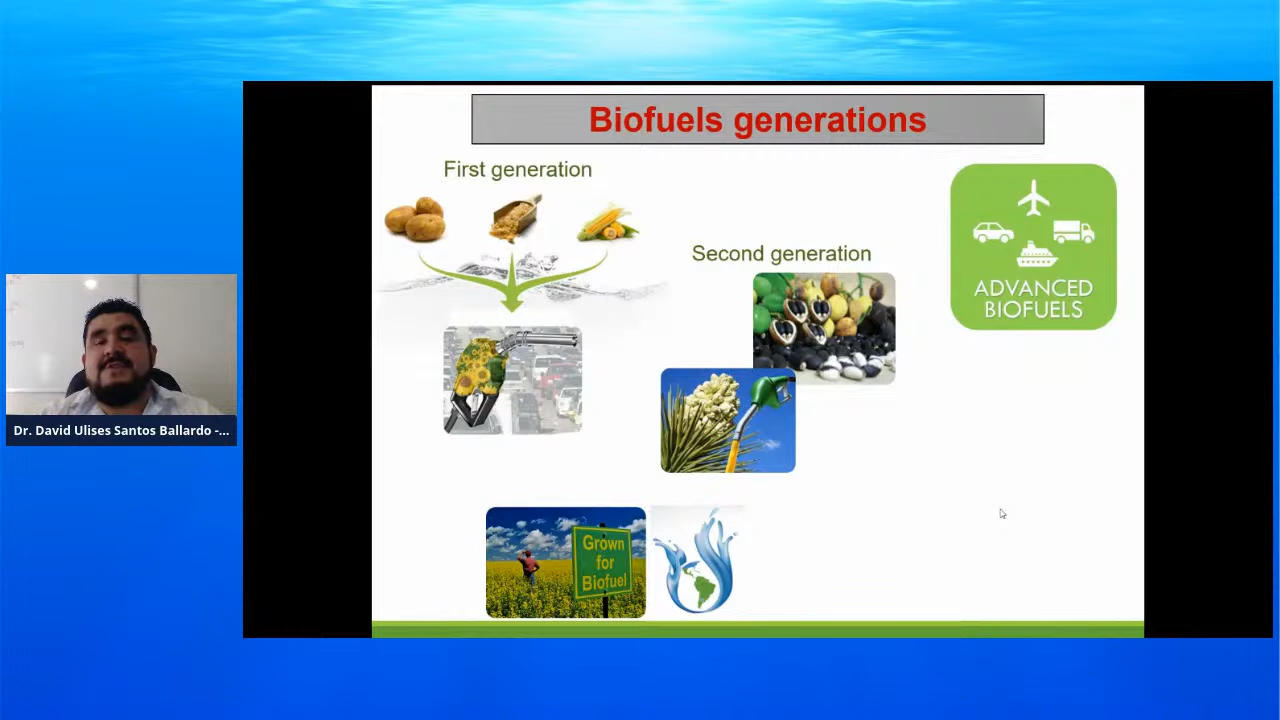 Biofuels generations
First generation
Second generation
ADVANCED
BIOFUELS
Dr. David Ulises Santos Ballardo -...
Grown
for
Biofuel